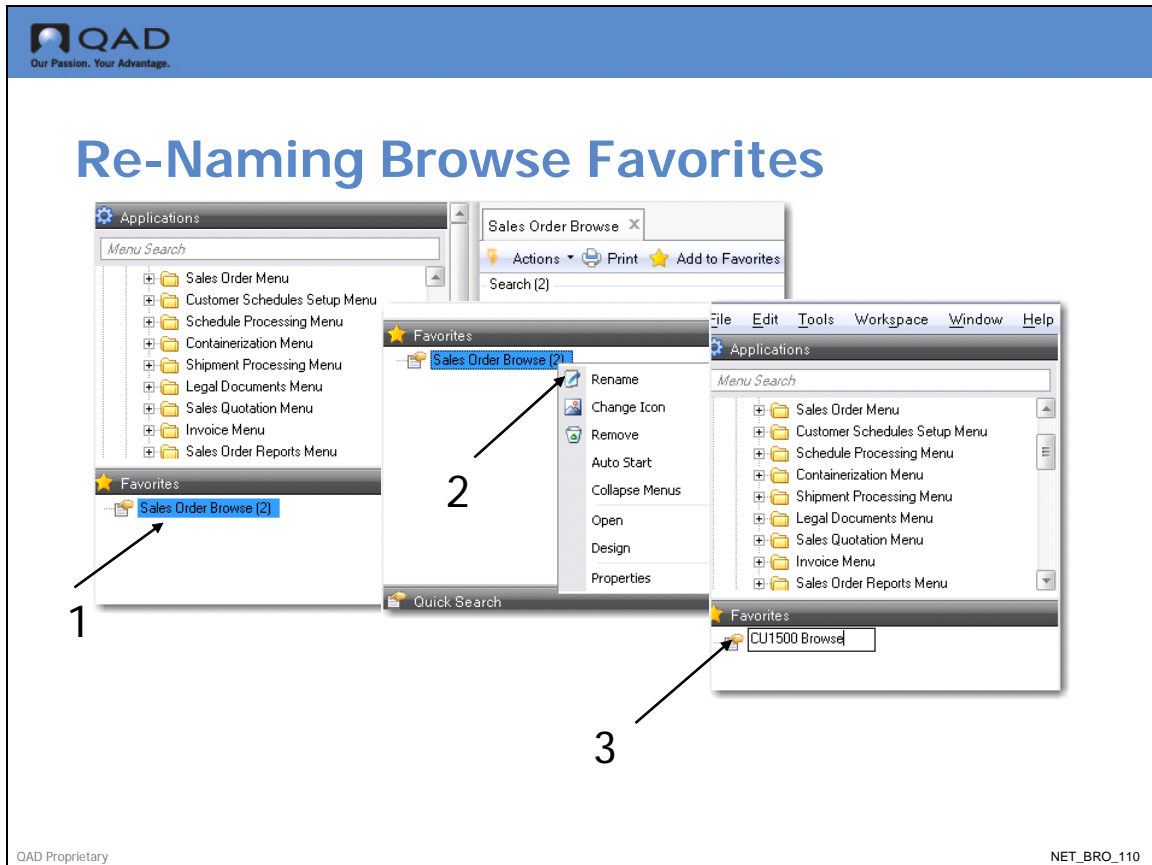 QAD
Our Passion. Your Advantage.
Re-Naming Browse Favorites
Applications
Menu Search
Sales Order Menu
Customer Schedules Setup Menu
Schedule Processing Menu
Containerization Menu
Shipment Processing Menu
Legal Documents Menu
Sales Quotation Menu
Invoice Menu
Sales Order Reports Menu
Favorites
Sales Order Browse (2)
1
Sales Order Browse
Actions Print Add to Favorites
Search (2)
Favorites
Sales Order Browse (2)
Rename
Change Icon
Remove
Auto Start
Collapse Menus
Open
Design
Properties
Quick Search
2
File Edit Tools Workspace Window Help
Applications
Menu Search
Sales Order Menu
Customer Schedules Setup Menu
Schedule Processing Menu
Containerization Menu
Shipment Processing Menu
Legal Documents Menu
Sales Quotation Menu
Invoice Menu
Sales Order Reports Menu
Favorites
CU1500 Browse
3
QAD Proprietary
NET_BRO_110